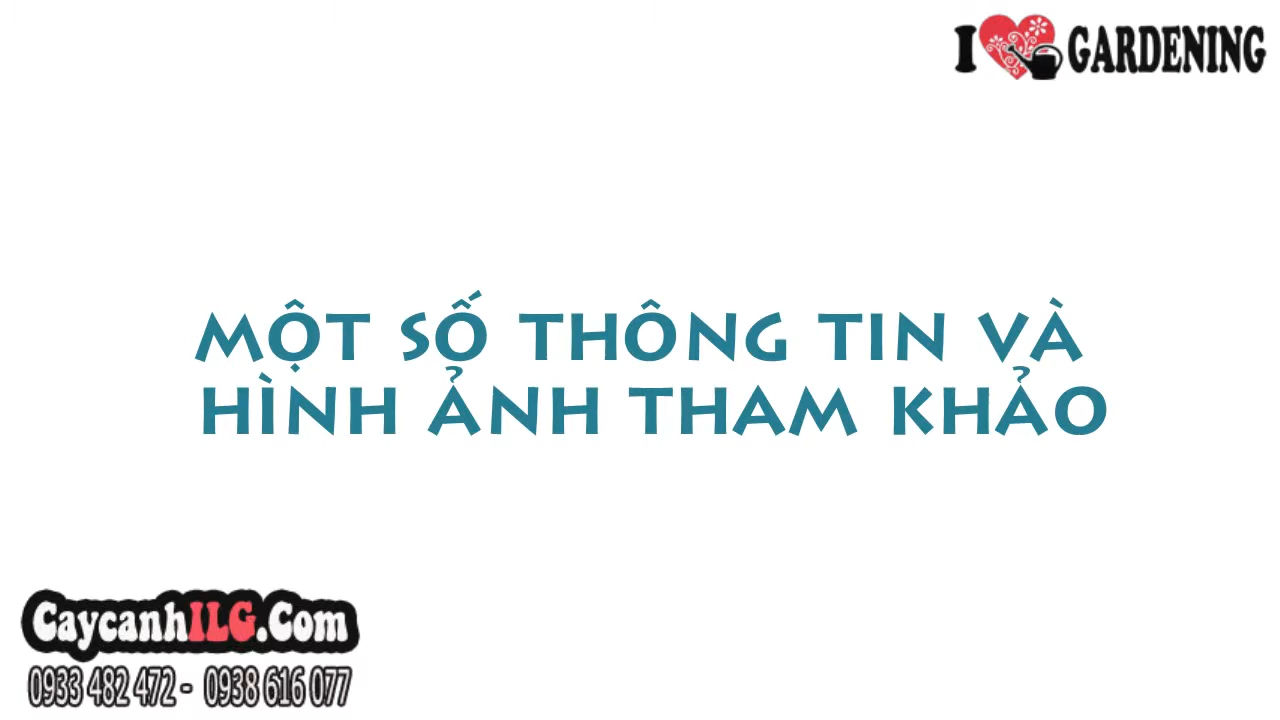 I GARDENING
MỘT SỐ THÔNG TIN VÀ
HÌNH ẢNH THAM KHẢO
CaycanhILG.Com
0933 482 472 - 0938 616 077